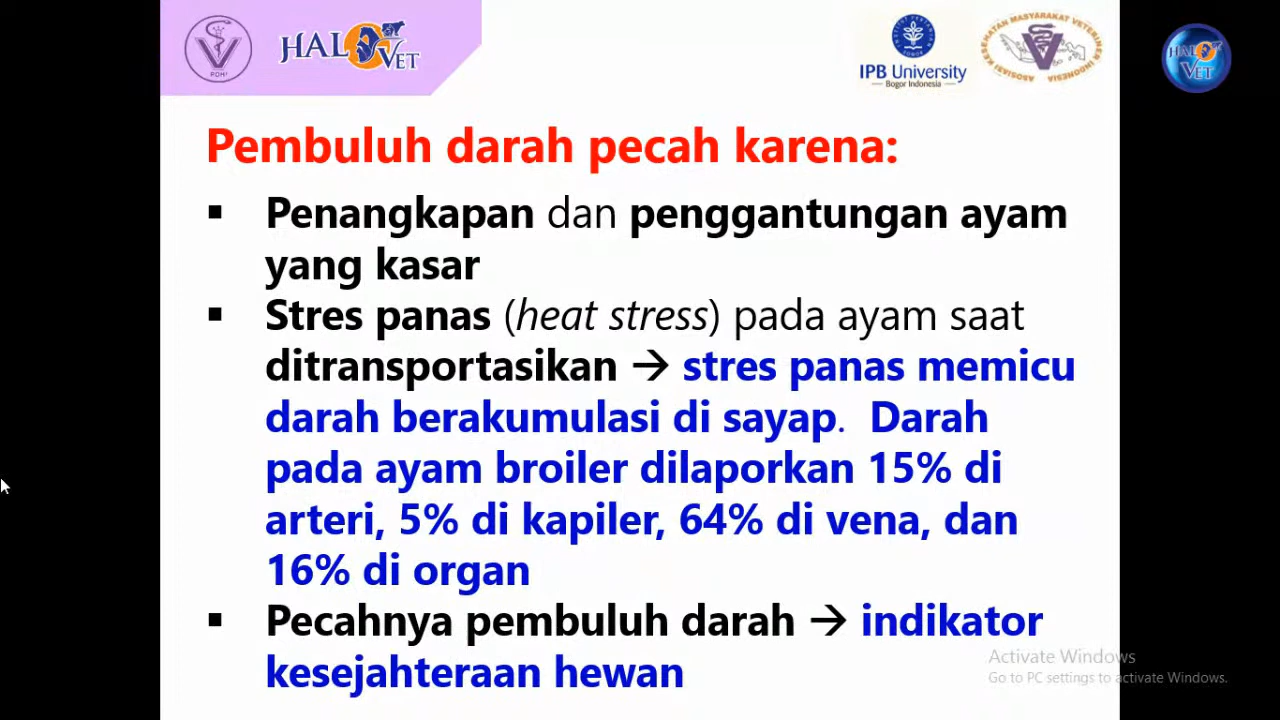 ROHI
HALO VET
IPB University
Bogor Indonesia
ASOSIASI KESEHATAN MASYARAKAT VETERINER INDONESIA
HALO VET
Pembuluh darah pecah karena:
▪ Penangkapan dan penggantungan ayam
yang kasar
▪ Stres panas (heat stress) pada ayam saat
ditransportasikan → stres panas memicu
darah berakumulasi di sayap. Darah
pada ayam broiler dilaporkan 15% di
arteri, 5% di kapiler, 64% di vena, dan
16% di organ
▪ Pecahnya pembuluh darah → indikator
kesejahteraan hewan
Activate Windows
Go to PC settings to activate Windows.